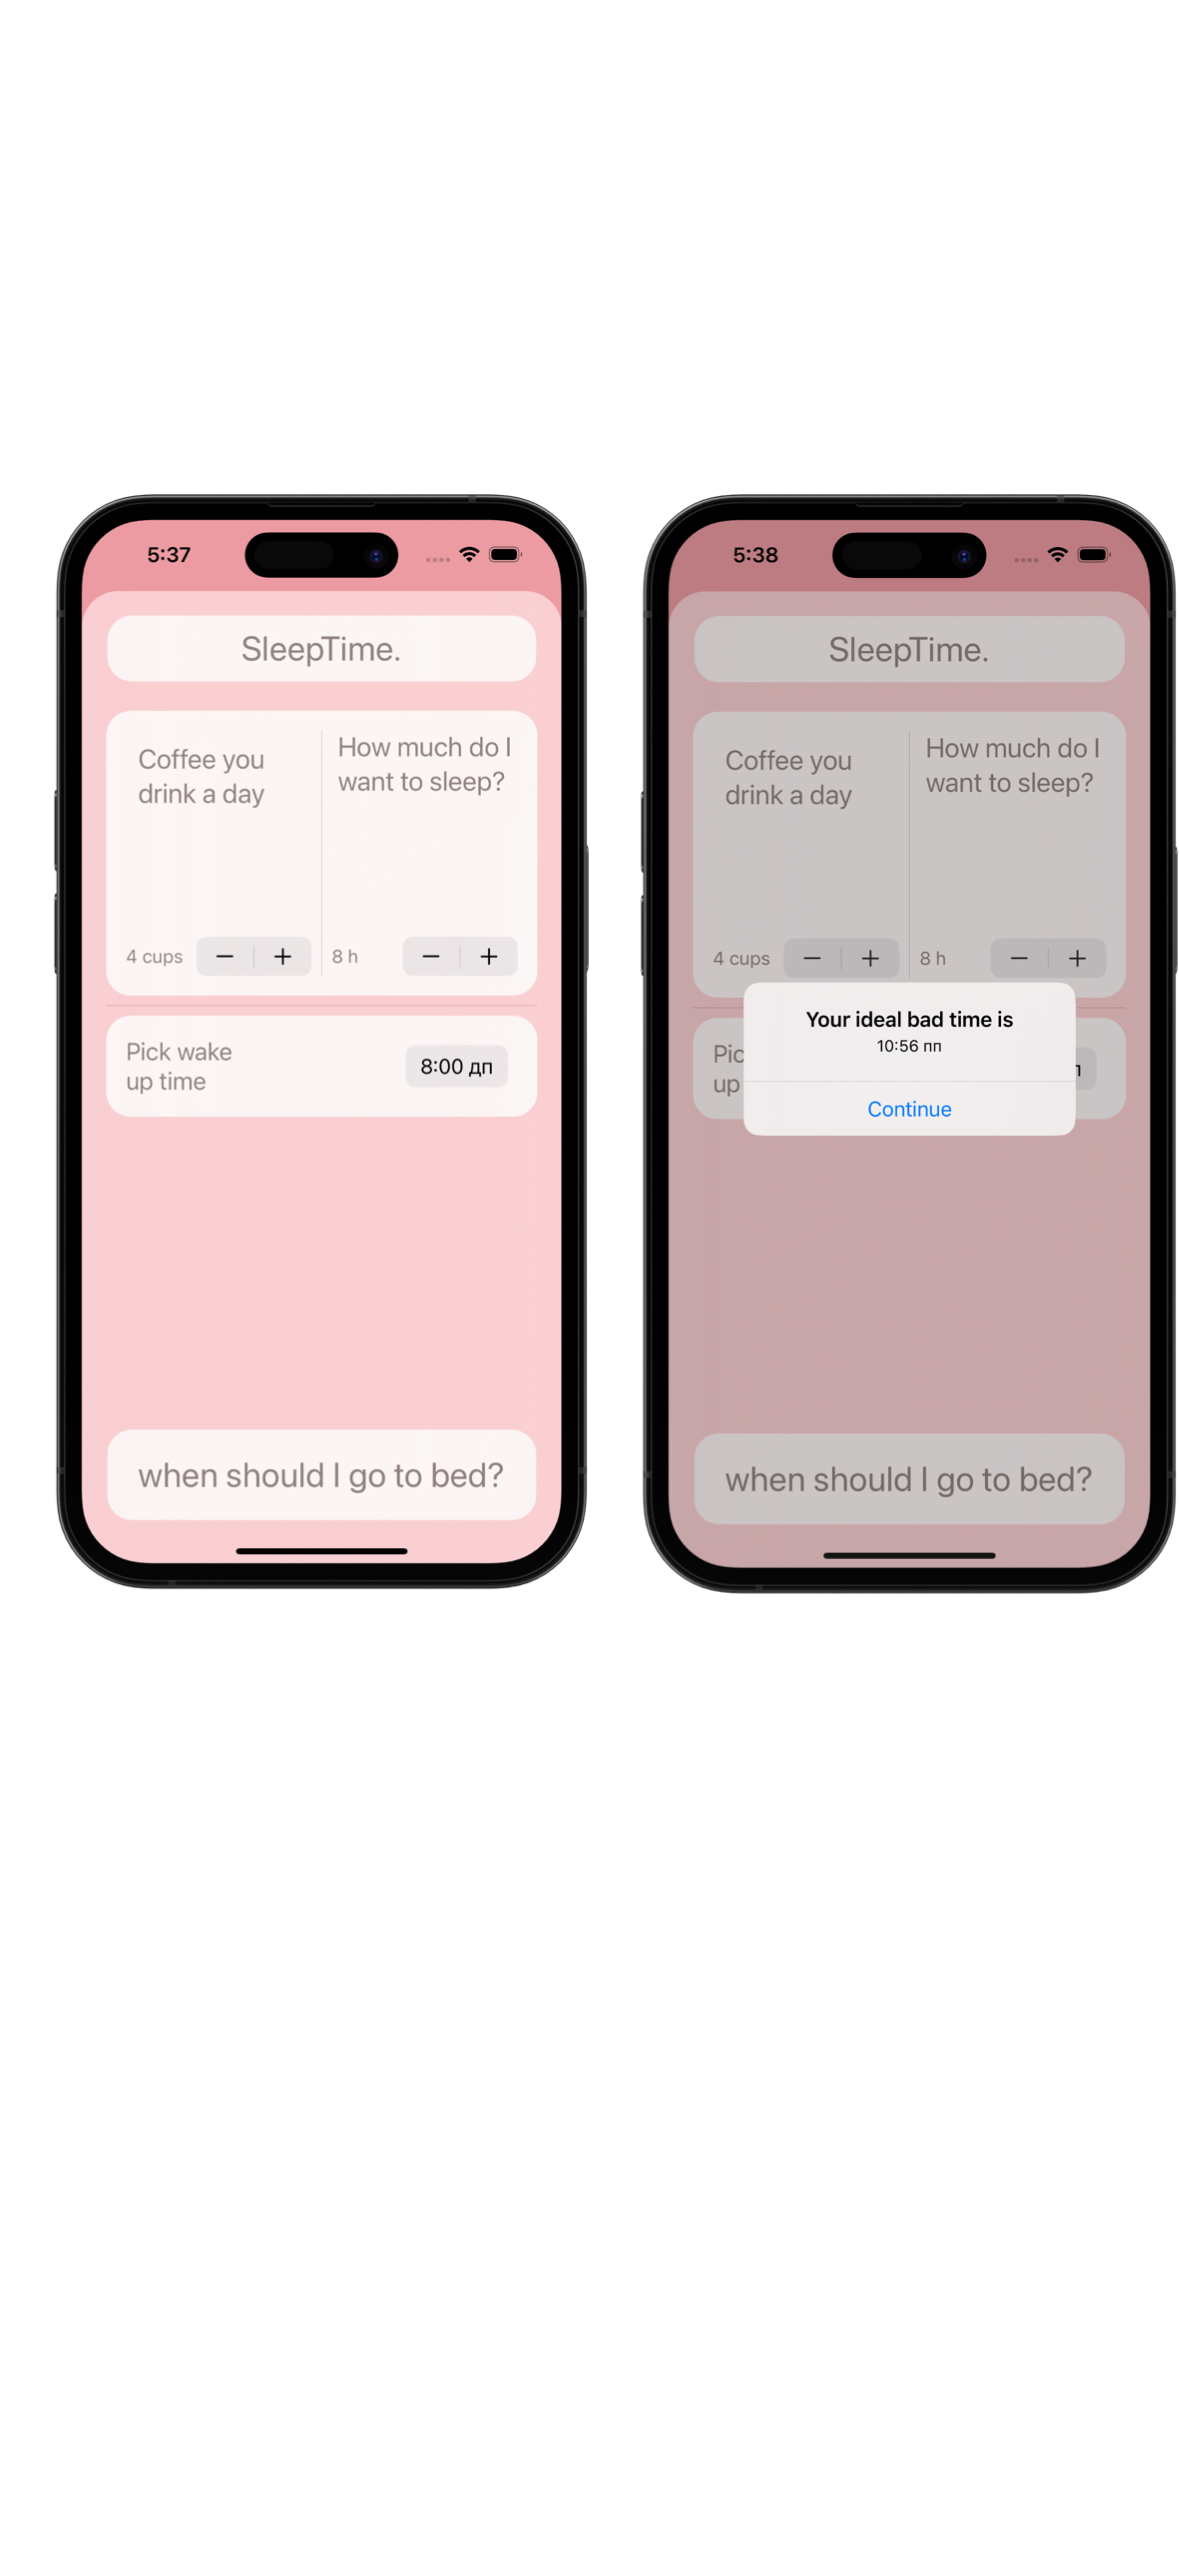 5:37
SleepTime.
Coffee you
drink a day
How much do I
want to sleep?
4 cups
8 h
Pick wake
up time
8:00 дп
when should I go to bed?
5:38
SleepTime.
Coffee you
drink a day
How much do I
want to sleep?
4 cups
8 h
Pic
up
Your ideal bad time is
10:56 пп
Continue
when should I go to bed?